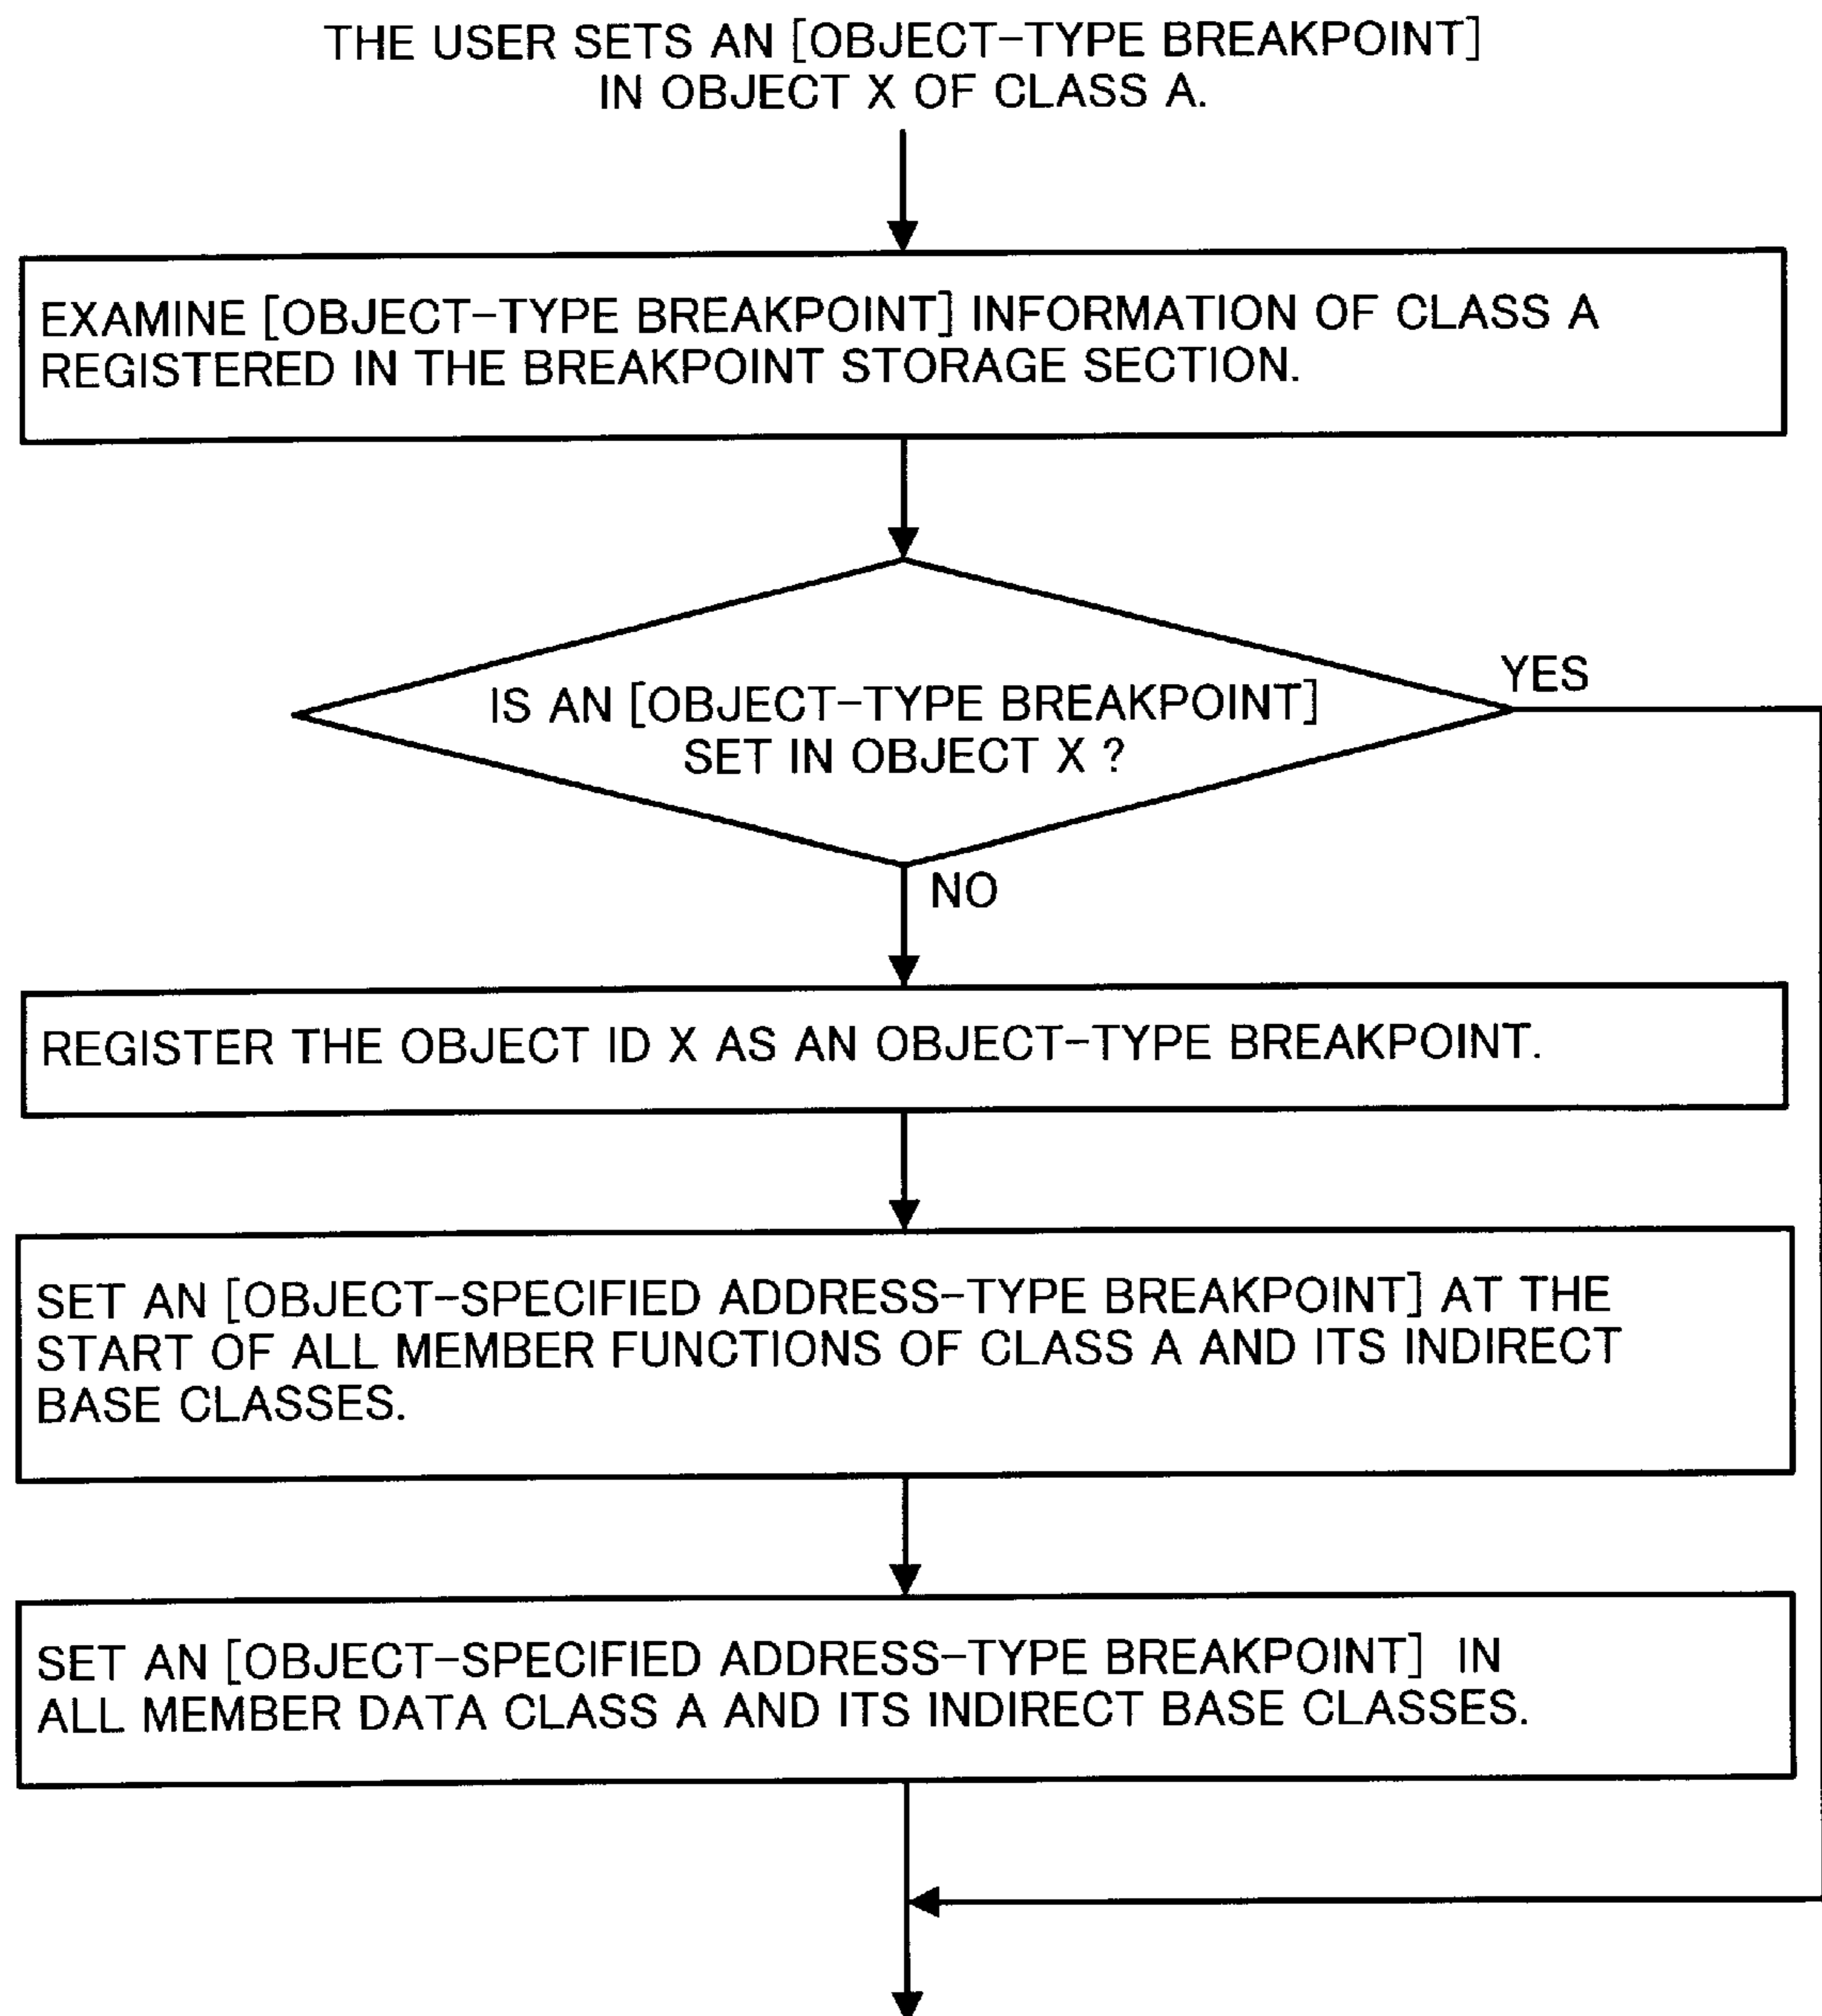 THE USER SETS AN [OBJECT-TYPE BREAKPOINT]
IN OBJECT X OF CLASS A.
EXAMINE [OBJECT-TYPE BREAKPOINT] INFORMATION OF CLASS A
REGISTERED IN THE BREAKPOINT STORAGE SECTION.
IS AN [OBJECT-TYPE BREAKPOINT]
SET IN OBJECT X ?
YES
NO
REGISTER THE OBJECT ID X AS AN OBJECT-TYPE BREAKPOINT.
SET AN [OBJECT-SPECIFIED ADDRESS-TYPE BREAKPOINT] AT THE
START OF ALL MEMBER FUNCTIONS OF CLASS A AND ITS INDIRECT
BASE CLASSES.
SET AN [OBJECT-SPECIFIED ADDRESS-TYPE BREAKPOINT] IN
ALL MEMBER DATA CLASS A AND ITS INDIRECT BASE CLASSES.